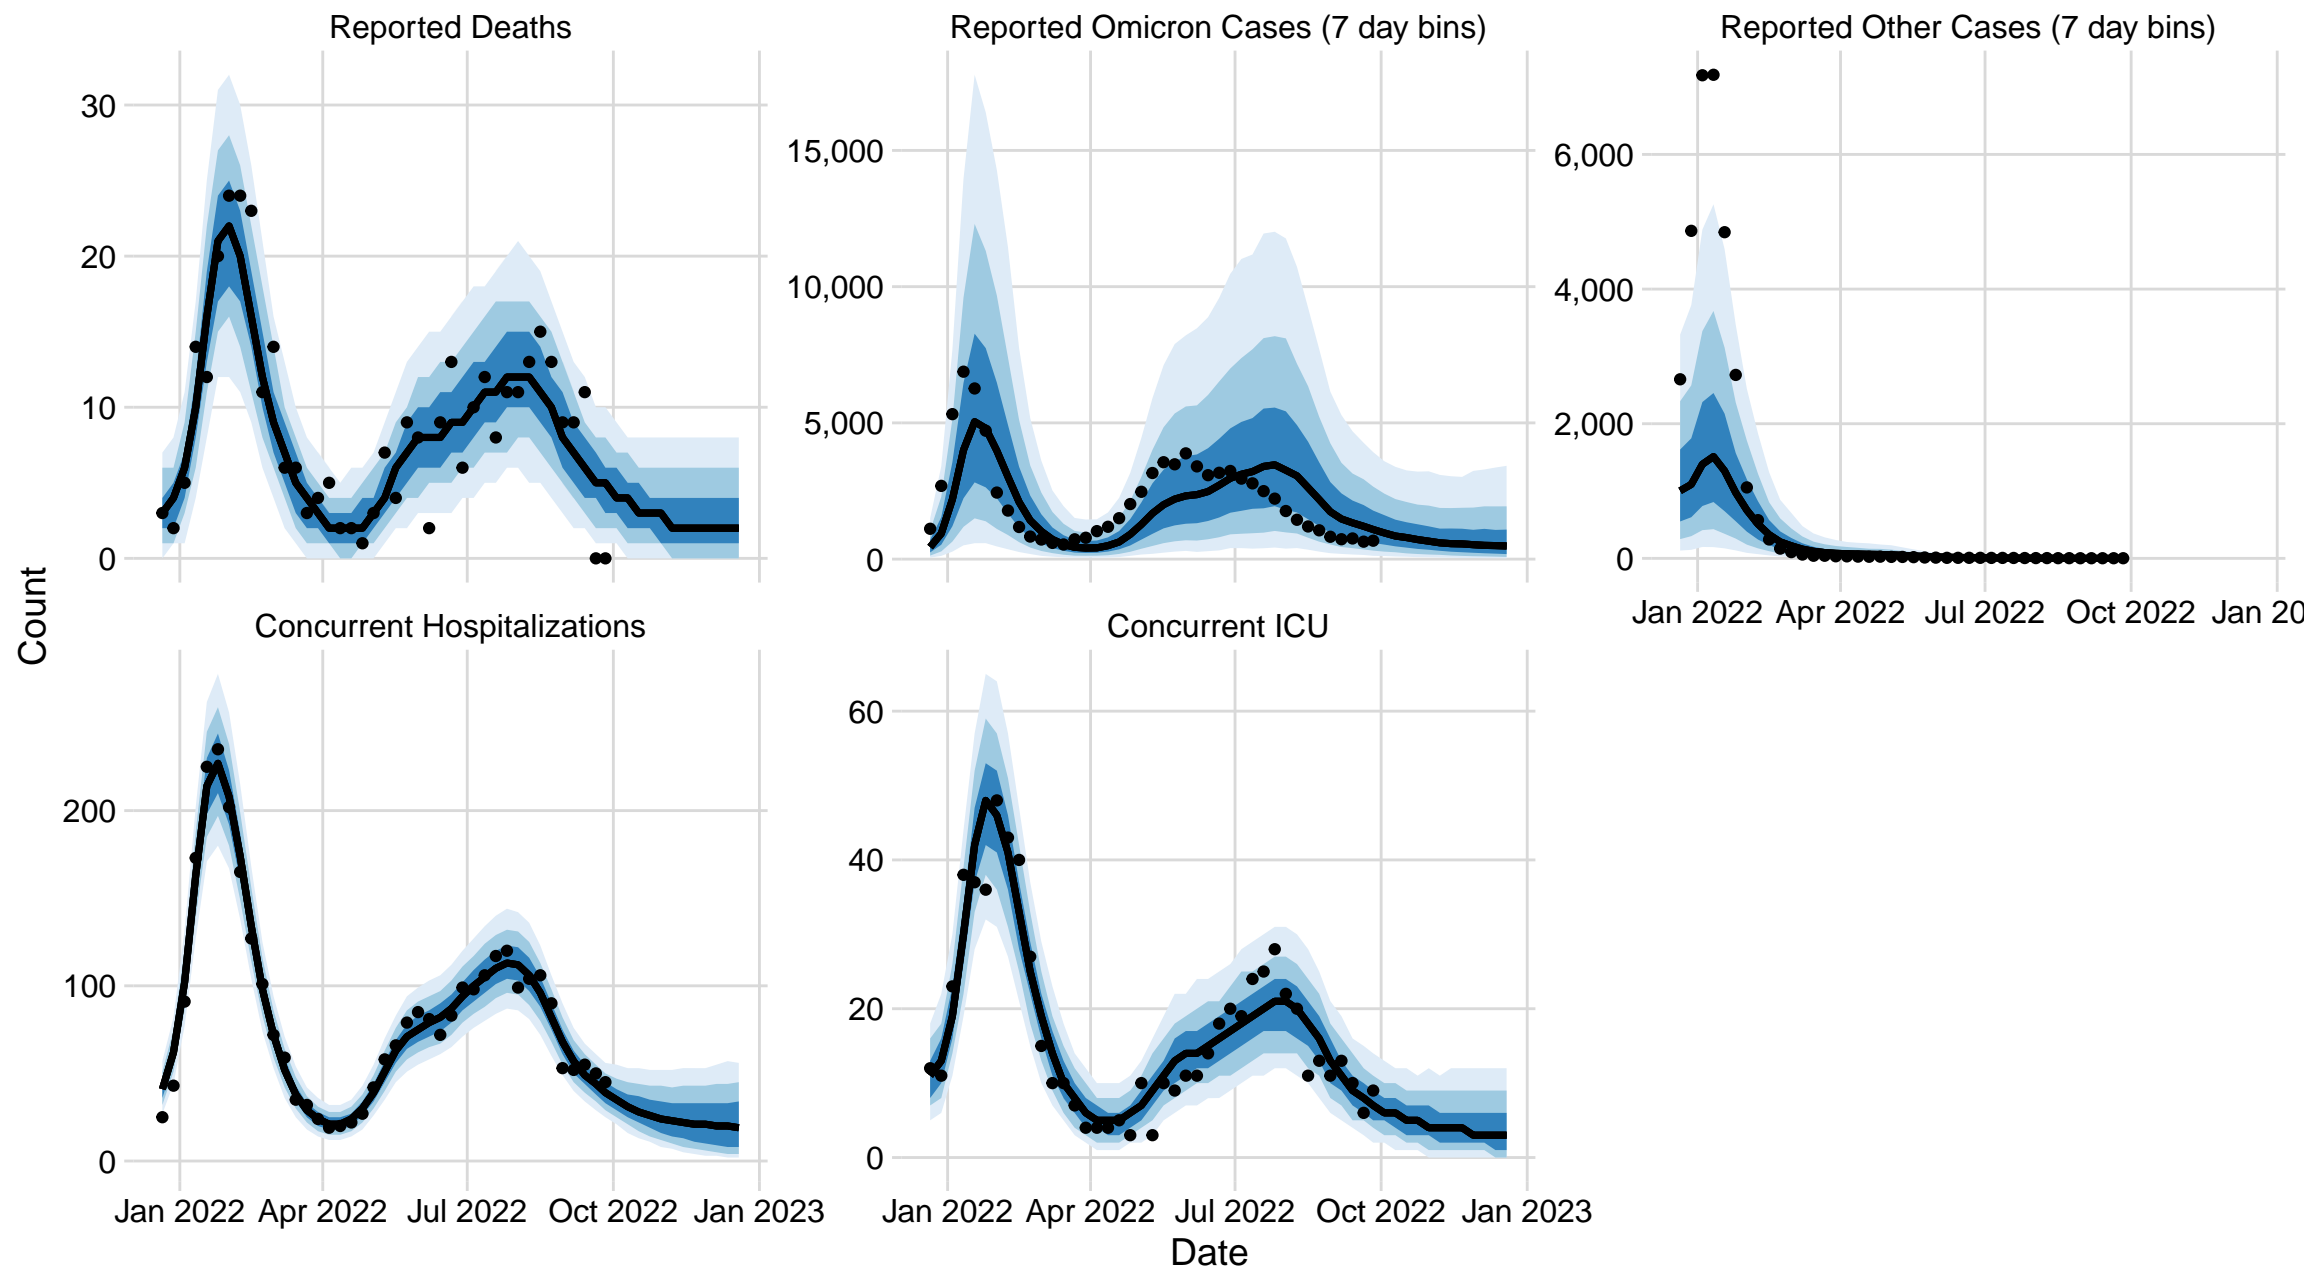 Reported Deaths
Reported Omicron Cases (7 day bins)
Reported Other Cases (7 day bins)
30
20
10
0
15,000
10,000
5,000
0
6,000
4,000
2,000
0
Jan 2022 Apr 2022 Jul 2022 Oct 2022 Jan 20
Count
Concurrent Hospitalizations
Concurrent ICU
200
100
0
60
40
20
0
Jan 2022 Apr 2022 Jul 2022 Oct 2022 Jan 2023
Jan 2022 Apr 2022 Jul 2022 Oct 2022 Jan 2023
Date